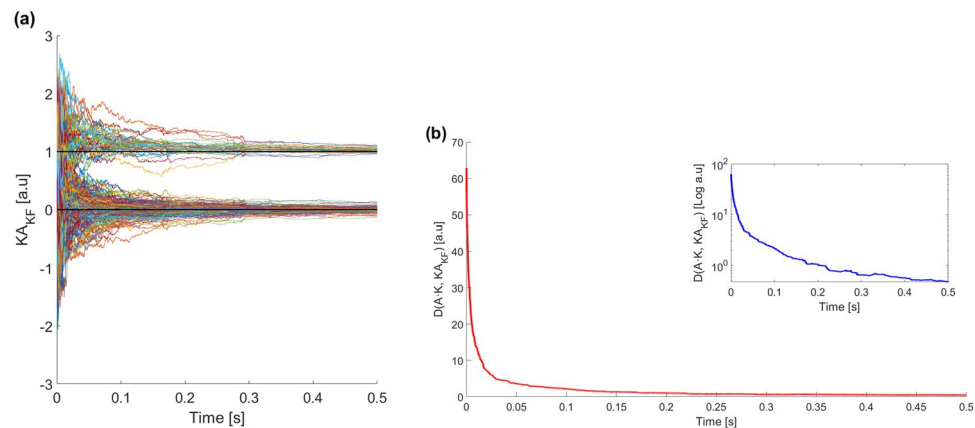 (a)
3
2
1
0
-1
-2
-3
KA_KF [a.u]
0 0.1 0.2 0.3 0.4 0.5
Time [s]
(b)
70
60
50
40
30
20
10
0
D(A·K, KA_KF) [a.u]
0 0.05 0.1 0.15 0.2 0.25 0.3 0.35 0.4 0.45 0.5
Time [s]
10^2
10^1
10^0
D(A·K, KA_KF) [Log a.u]
0 0.1 0.2 0.3 0.4 0.5
Time [s]